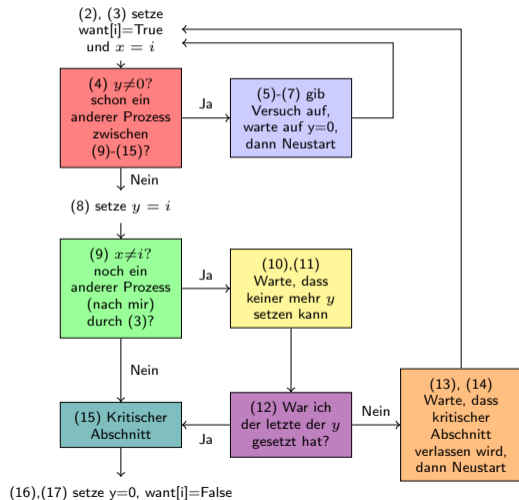 (2), (3) setze
want[i]=True
und x = i
(4) y≠0?
schon ein
anderer Prozess
zwischen
(9)-(15)?
Ja
(5)-(7) gib
Versuch auf,
warte auf y=0,
dann Neustart
Nein
(8) setze y = i
(9) x≠i?
noch ein
anderer Prozess
(nach mir)
durch (3)?
Ja
(10),(11)
Warte, dass
keiner mehr y
setzen kann
Nein
(15) Kritischer
Abschnitt
Ja
(12) War ich
der letzte der y
gesetzt hat?
Nein
(13), (14)
Warte, dass
kritischer
Abschnitt
verlassen wird,
dann Neustart
(16),(17) setze y=0, want[i]=False